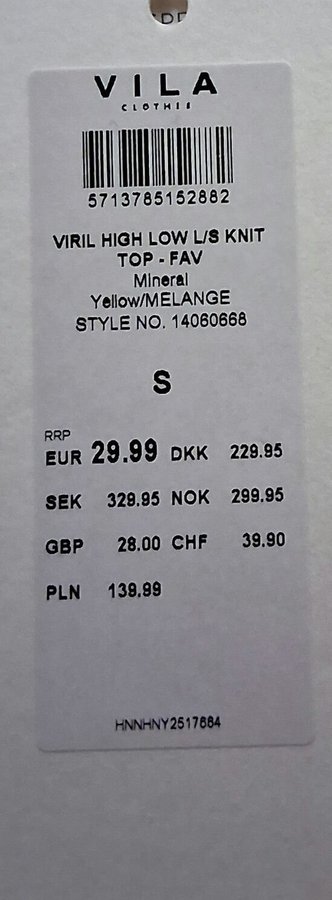 VILA
CLOTHES
5713785152882
VIRIL HIGH LOW L/S KNIT
TOP - FAV
Mineral
Yellow/MELANGE
STYLE NO. 14060668
S
RRP
EUR 29.99 DKK 229.95
SEK 329.95 NOK 299.95
GBP 28.00 CHF 39.90
PLN 139.99
HNNHNY2517664